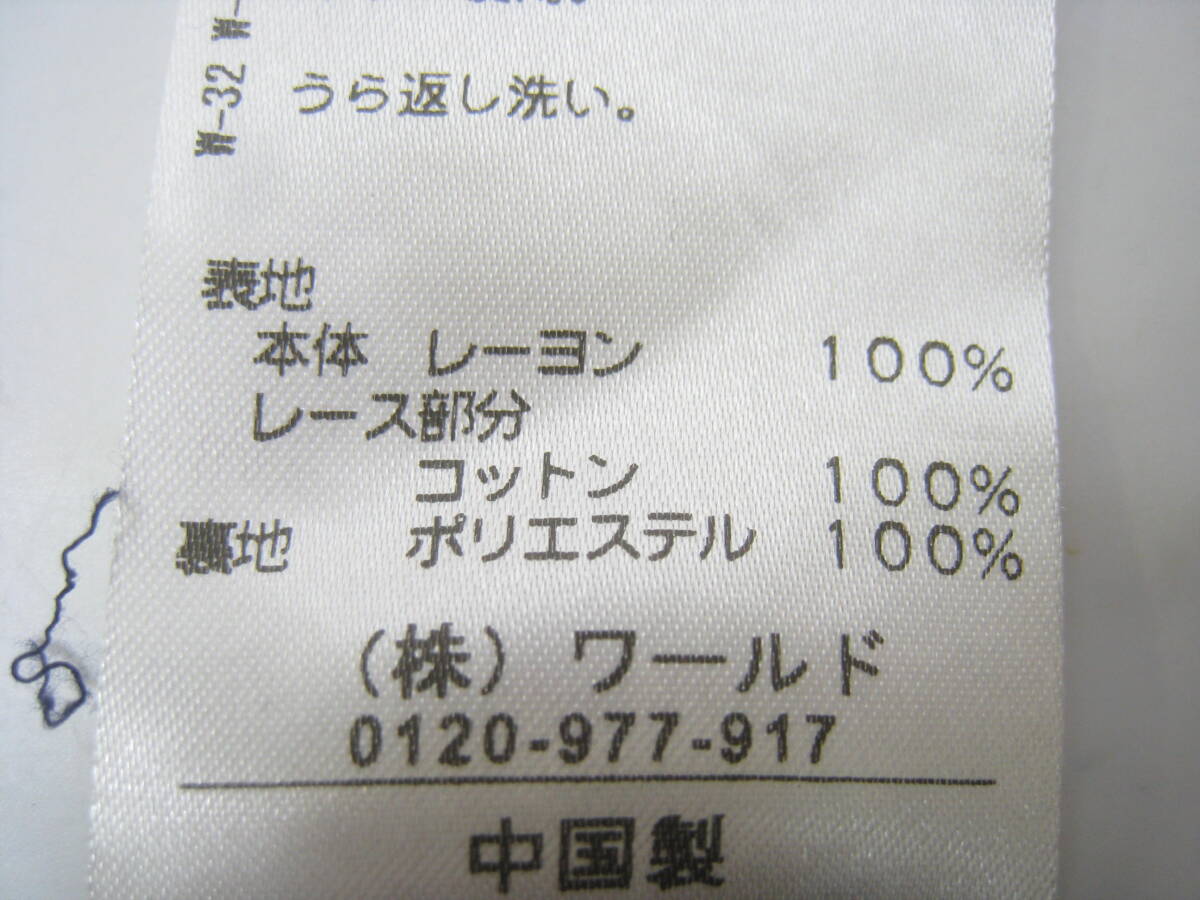 W-32
うら返し洗い。
表地
本体 レーヨン 100%
レース部分
コットン 100%
裏地 ポリエステル 100%
(株) ワールド
0120-977-917
中国製